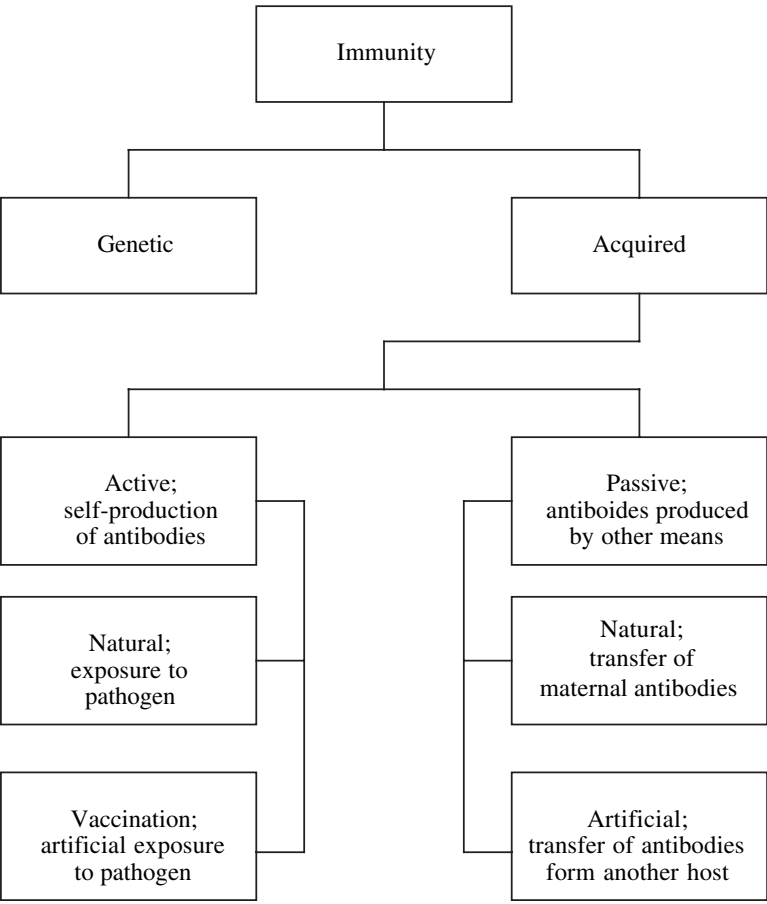 Immunity
Genetic
Acquired
Active;
self-production
of antibodies
Passive;
antiboides produced
by other means
Natural;
exposure to
pathogen
Natural;
transfer of
maternal antibodies
Vaccination;
artificial exposure
to pathogen
Artificial;
transfer of antibodies
form another host